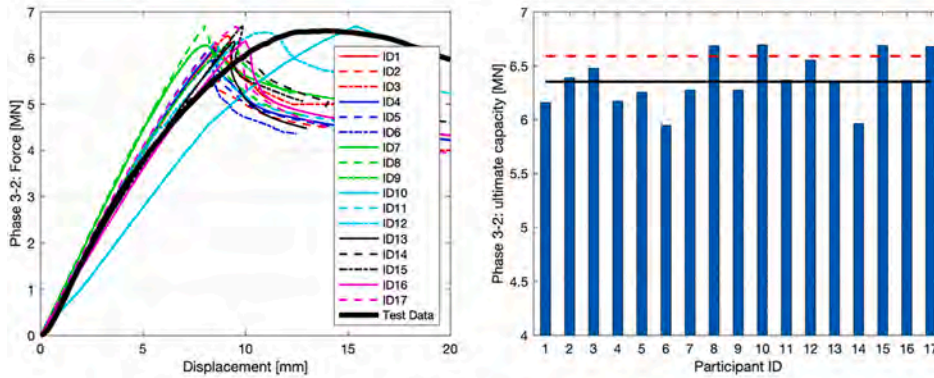 Phase 3-2: Force [MN]
7
6
5
4
3
2
1
0
0
5
10
15
20
Displacement [mm]
ID1
ID2
ID3
ID4
ID5
ID6
ID7
ID8
ID9
ID10
ID11
ID12
ID13
ID14
ID15
ID16
ID17
Test Data
Phase 3-2: ultimate capacity [MN]
7
6.5
6
5.5
5
4.5
4
1 2 3 4 5 6 7 8 9 10 11 12 13 14 15 16 17
Participant ID